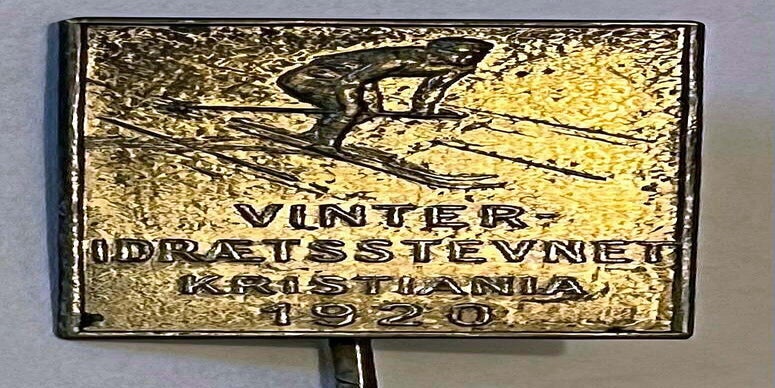 VINTER-
IDRÆTSSTEVNET
KRISTIANIA
1920